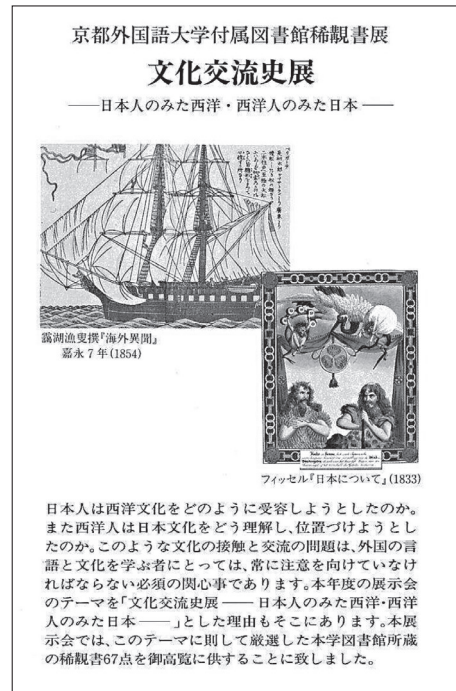 京都外国語大学付属図書館稀覯書展
文化交流史展
――日本人のみた西洋・西洋人のみた日本――
靄湖漁叟撰『海外異聞』
嘉永7年(1854)
フィッセル『日本について』(1833)
日本人は西洋文化をどのように受容しようとしたのか。
また西洋人は日本文化をどう理解し、位置づけようとし
たのか。このような文化の接触と交流の問題は、外国の言
語と文化を学ぶ者にとっては、常に注意を向けていなけ
ればならない必須の関心事であります。本年度の展示会
のテーマを「文化交流史展――日本人のみた西洋・西洋
人のみた日本――」とした理由もそこにあります。本展
示会では、このテーマに則して厳選した本学図書館所蔵
の稀覯書67点を御高覧に供することに致しました。